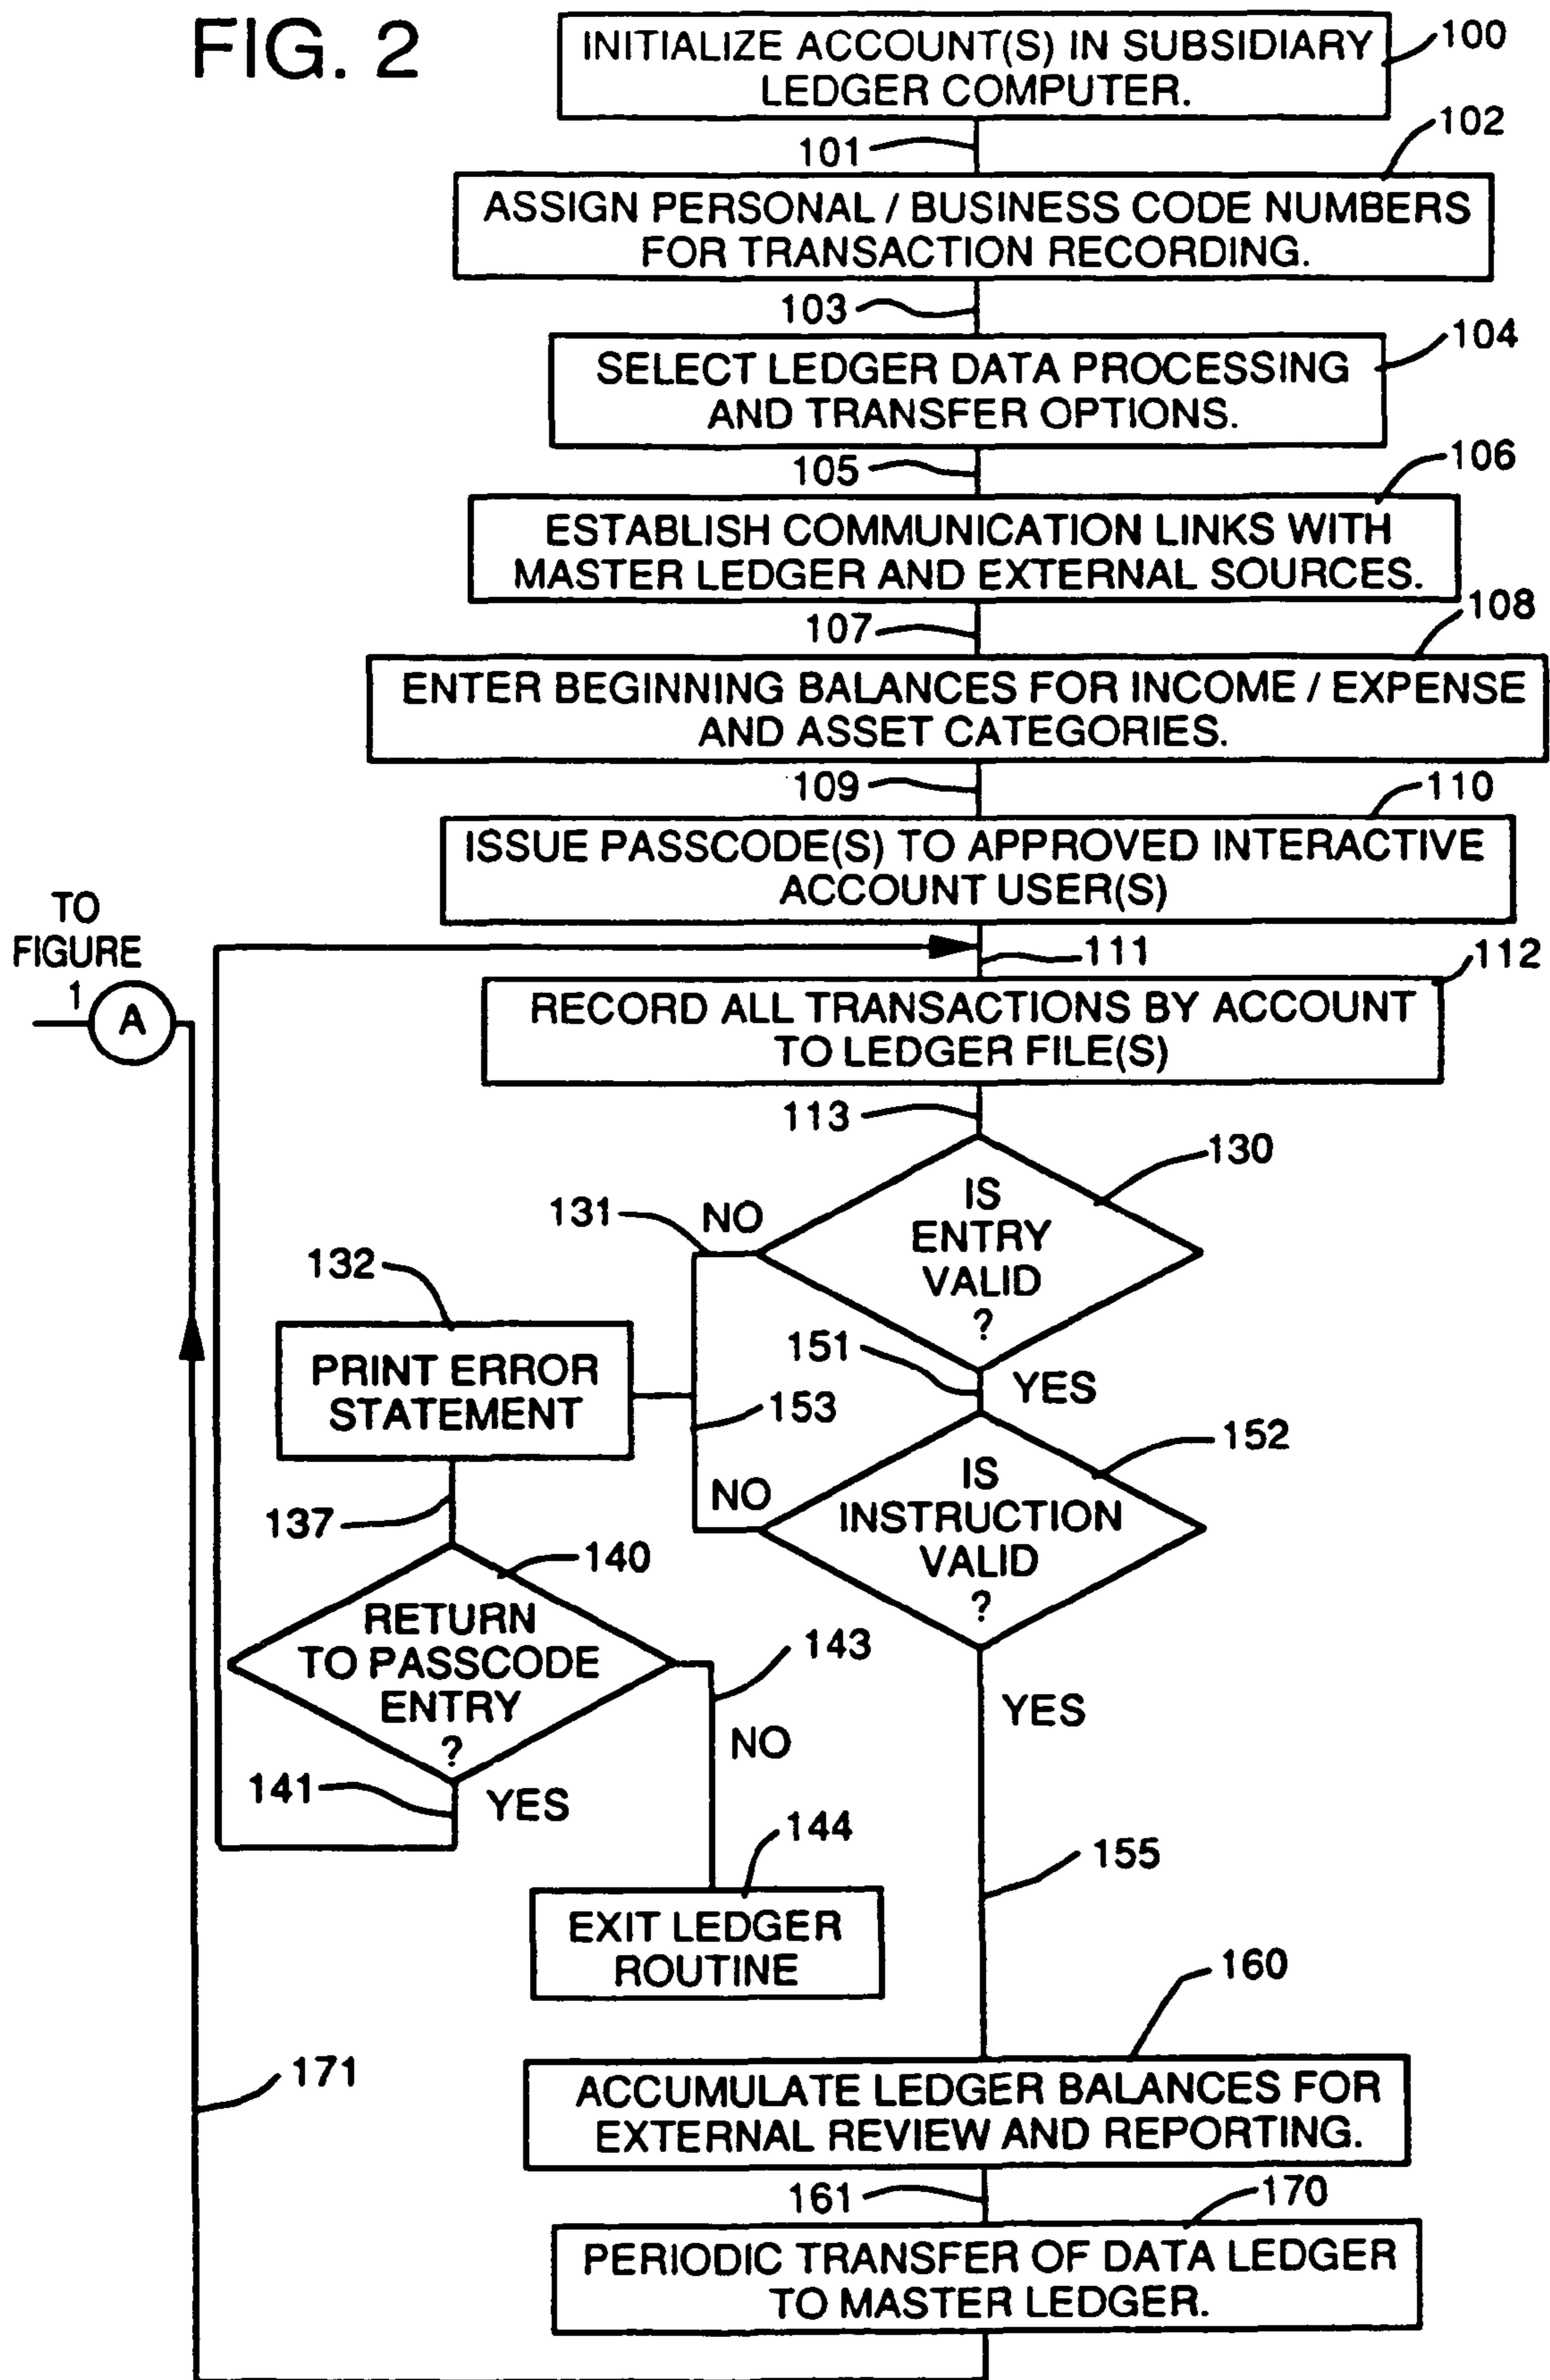 FIG. 2
INITIALIZE ACCOUNT(S) IN SUBSIDIARY
LEDGER COMPUTER.
100
101
102
ASSIGN PERSONAL / BUSINESS CODE NUMBERS
FOR TRANSACTION RECORDING.
103
104
SELECT LEDGER DATA PROCESSING
AND TRANSFER OPTIONS.
105
106
ESTABLISH COMMUNICATION LINKS WITH
MASTER LEDGER AND EXTERNAL SOURCES.
107
108
ENTER BEGINNING BALANCES FOR INCOME / EXPENSE
AND ASSET CATEGORIES.
109
110
ISSUE PASSCODE(S) TO APPROVED INTERACTIVE
ACCOUNT USER(S)
TO
FIGURE
1
A
111
112
RECORD ALL TRANSACTIONS BY ACCOUNT
TO LEDGER FILE(S)
113
130
IS
ENTRY
VALID
?
131
NO
132
PRINT ERROR
STATEMENT
151
YES
153
152
IS
INSTRUCTION
VALID
?
NO
137
140
RETURN
TO PASSCODE
ENTRY
?
143
NO
YES
141
YES
144
EXIT LEDGER
ROUTINE
155
160
ACCUMULATE LEDGER BALANCES FOR
EXTERNAL REVIEW AND REPORTING.
171
161
170
PERIODIC TRANSFER OF DATA LEDGER
TO MASTER LEDGER.